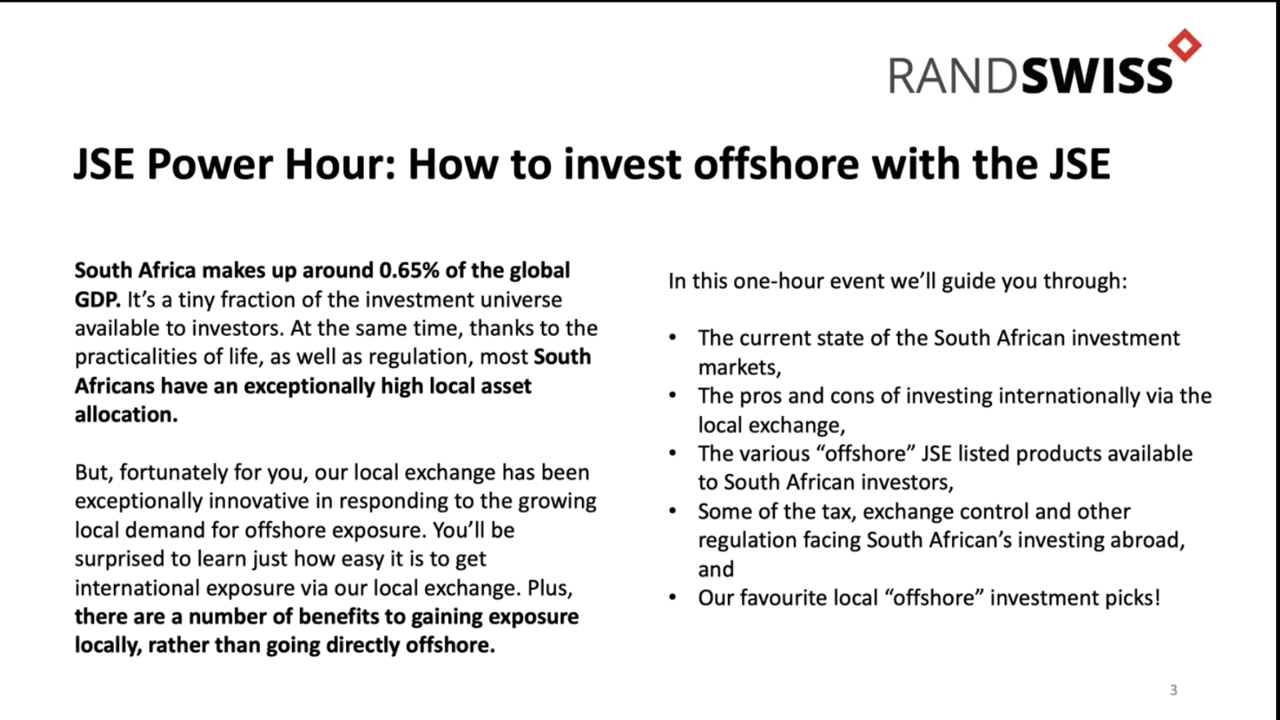 RANDSWISS
JSE Power Hour: How to invest offshore with the JSE
South Africa makes up around 0.65% of the global
GDP. It’s a tiny fraction of the investment universe
available to investors. At the same time, thanks to the
practicalities of life, as well as regulation, most South
Africans have an exceptionally high local asset
allocation.
But, fortunately for you, our local exchange has been
exceptionally innovative in responding to the growing
local demand for offshore exposure. You’ll be
surprised to learn just how easy it is to get
international exposure via our local exchange. Plus,
there are a number of benefits to gaining exposure
locally, rather than going directly offshore.
In this one-hour event we’ll guide you through:
• The current state of the South African investment
markets,
• The pros and cons of investing internationally via the
local exchange,
• The various “offshore” JSE listed products available
to South African investors,
• Some of the tax, exchange control and other
regulation facing South African’s investing abroad,
and
• Our favourite local “offshore” investment picks!
3